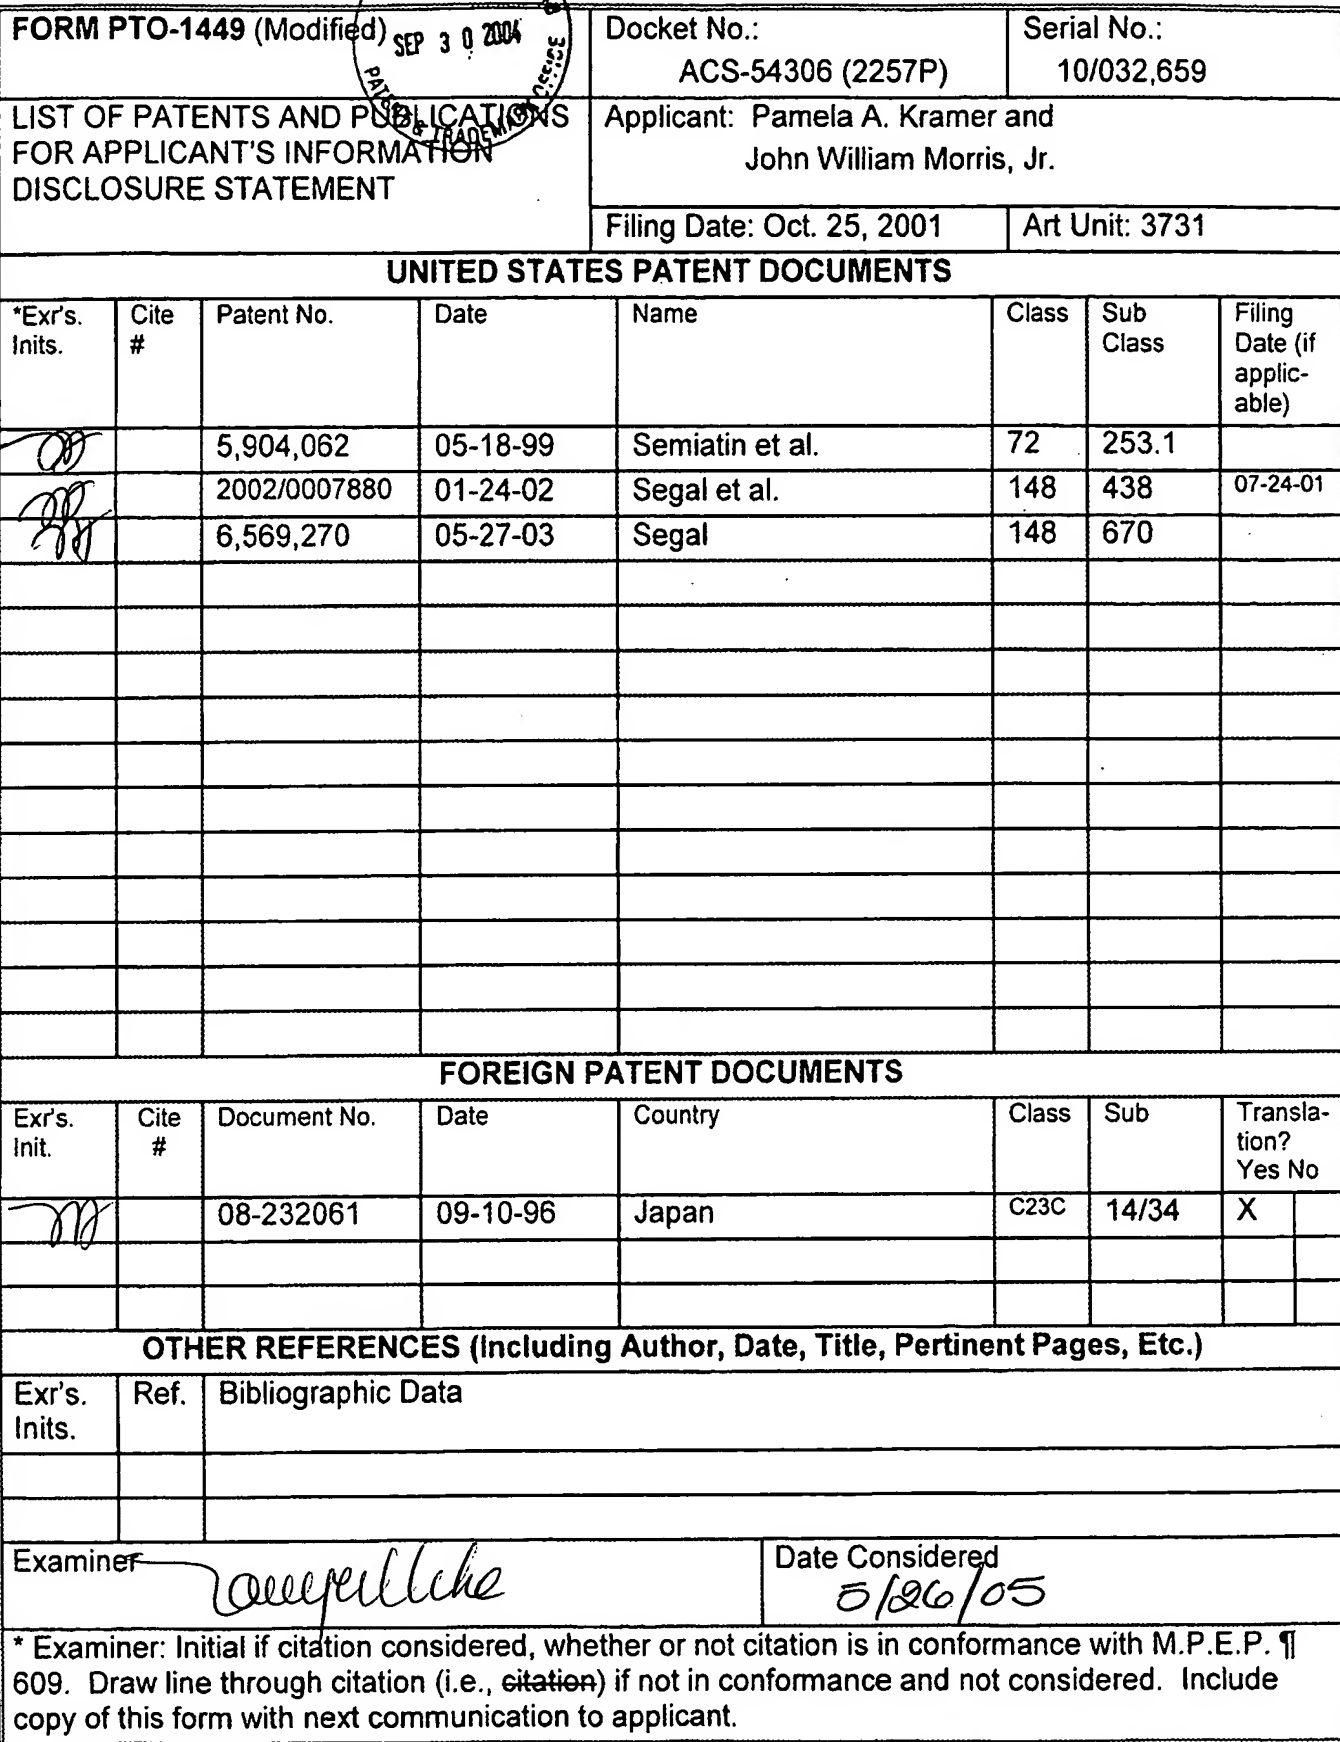 FORM PTO-1449 (Modified)
SEP 30 2004
PATENT & TRADEMARK OFFICE
Docket No.:
ACS-54306 (2257P)
Serial No.:
10/032,659
LIST OF PATENTS AND PUBLICATIONS
FOR APPLICANT'S INFORMATION
DISCLOSURE STATEMENT
Applicant: Pamela A. Kramer and
John William Morris, Jr.
Filing Date: Oct. 25, 2001
Art Unit: 3731
UNITED STATES PATENT DOCUMENTS
*Exr's. Inits. Cite # Patent No. Date Name Class Sub Class Filing Date (if applic-able)
5,904,062 05-18-99 Semiatin et al. 72 253.1
2002/0007880 01-24-02 Segal et al. 148 438 07-24-01
6,569,270 05-27-03 Segal 148 670
FOREIGN PATENT DOCUMENTS
Exr's. Init. Cite # Document No. Date Country Class Sub Transla-tion? Yes No
08-232061 09-10-96 Japan C23C 14/34 X
OTHER REFERENCES (Including Author, Date, Title, Pertinent Pages, Etc.)
Exr's. Inits. Ref. Bibliographic Data
Examiner
Date Considered
5/26/05
* Examiner: Initial if citation considered, whether or not citation is in conformance with M.P.E.P. ¶
609. Draw line through citation (i.e., citation) if not in conformance and not considered. Include
copy of this form with next communication to applicant.